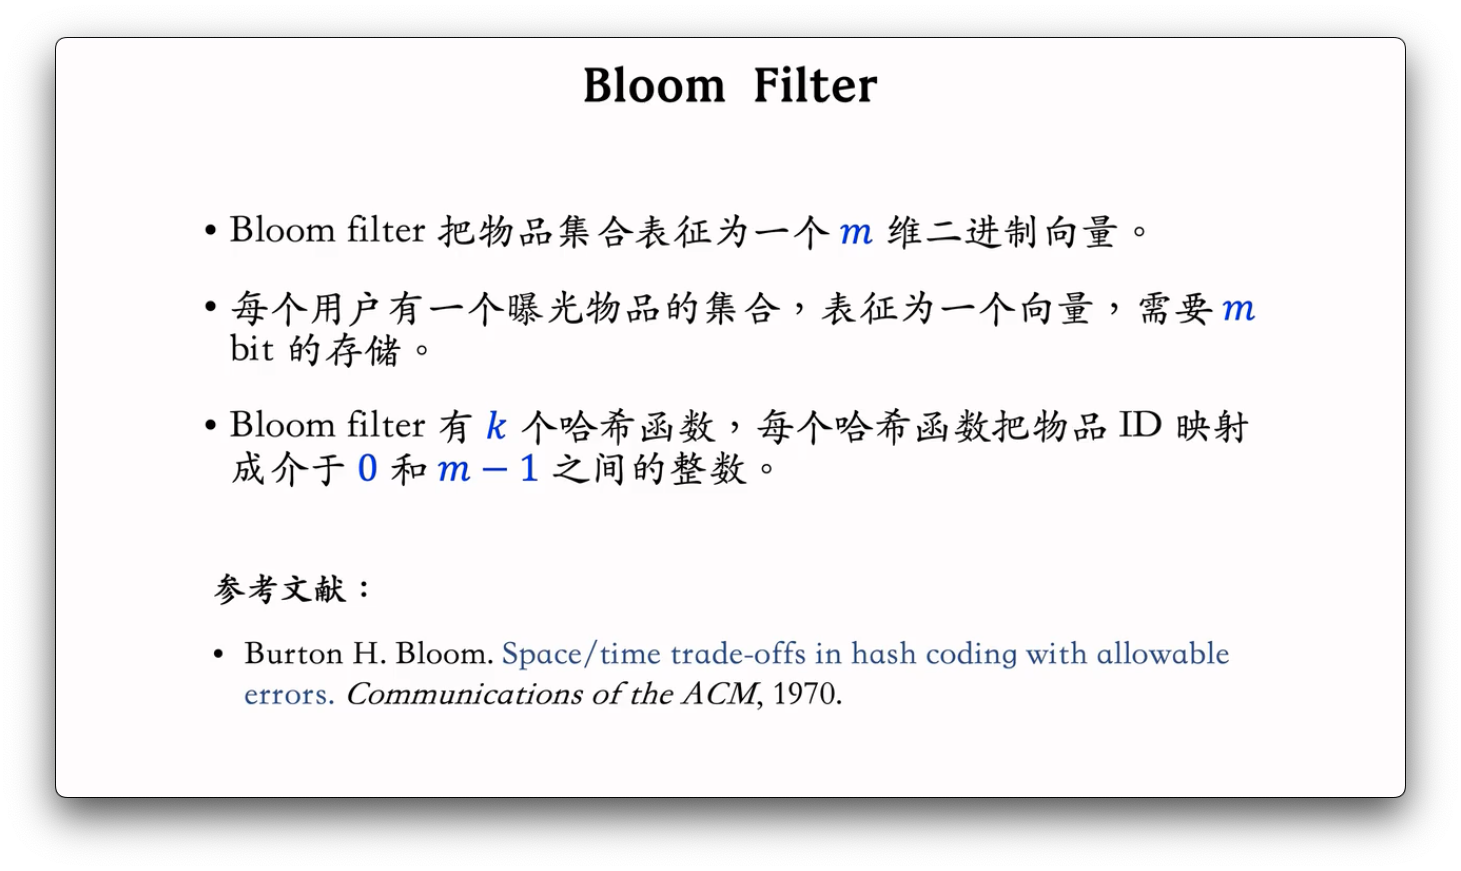 Bloom Filter
• Bloom filter 把物品集合表征为一个 m 维二进制向量。
• 每个用户有一个曝光物品的集合，表征为一个向量，需要 m
bit 的存储。
• Bloom filter 有 k 个哈希函数，每个哈希函数把物品 ID 映射
成介于 0 和 m − 1 之间的整数。
参考文献：
• Burton H. Bloom. Space/time trade-offs in hash coding with allowable
errors. Communications of the ACM, 1970.